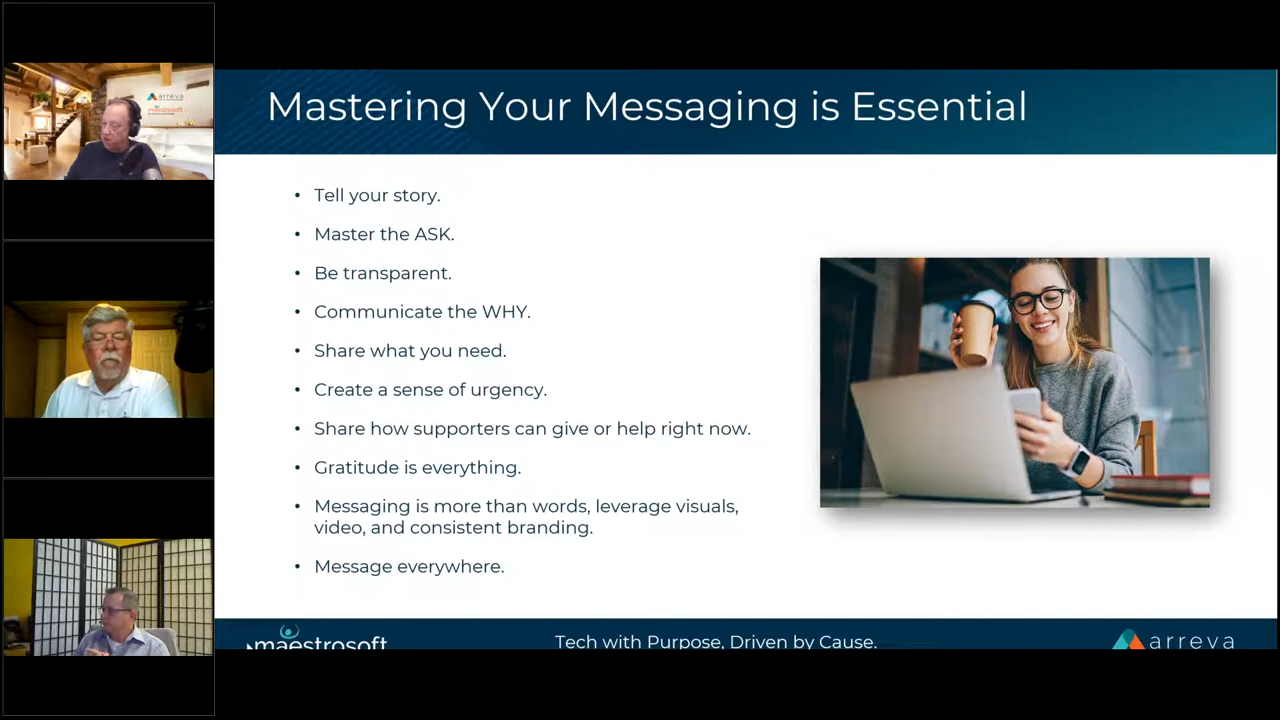 arreva
maestrosoft
Mastering Your Messaging is Essential
• Tell your story.
• Master the ASK.
• Be transparent.
• Communicate the WHY.
• Share what you need.
• Create a sense of urgency.
• Share how supporters can give or help right now.
• Gratitude is everything.
• Messaging is more than words, leverage visuals,
video, and consistent branding.
• Message everywhere.
maestrosoft
Tech with Purpose, Driven by Cause.
arreva